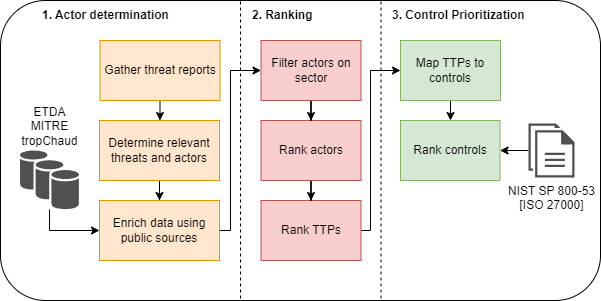 1. Actor determination
2. Ranking
3. Control Prioritization
Gather threat reports
Filter actors on
sector
Map TTPs to
controls
ETDA
MITRE
tropChaud
Determine relevant
threats and actors
Rank actors
Rank controls
Enrich data using
public sources
Rank TTPs
NIST SP 800-53
[ISO 27000]